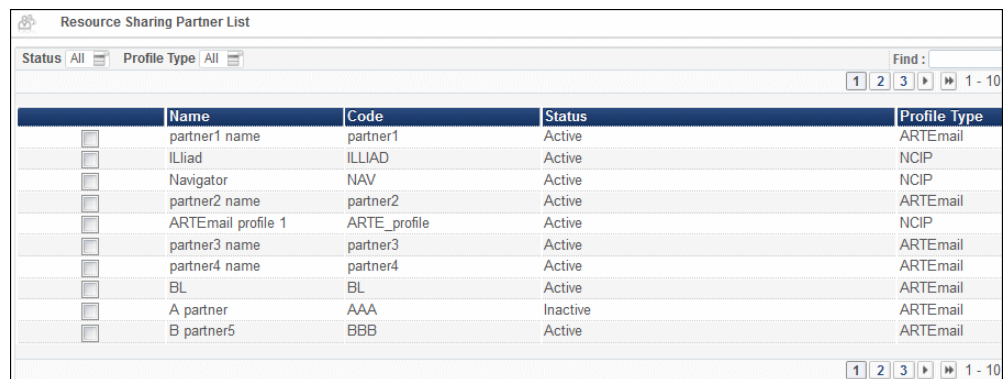 Resource Sharing Partner List
Status All Profile Type All Find :
1 2 3 1 - 10
Name Code Status Profile Type
partner1 name partner1 Active ARTEmail
ILliad ILLIAD Active NCIP
Navigator NAV Active NCIP
partner2 name partner2 Active ARTEmail
ARTEmail profile 1 ARTE_profile Active NCIP
partner3 name partner3 Active ARTEmail
partner4 name partner4 Active ARTEmail
BL BL Active ARTEmail
A partner AAA Inactive ARTEmail
B partner5 BBB Active ARTEmail
1 2 3 1 - 10